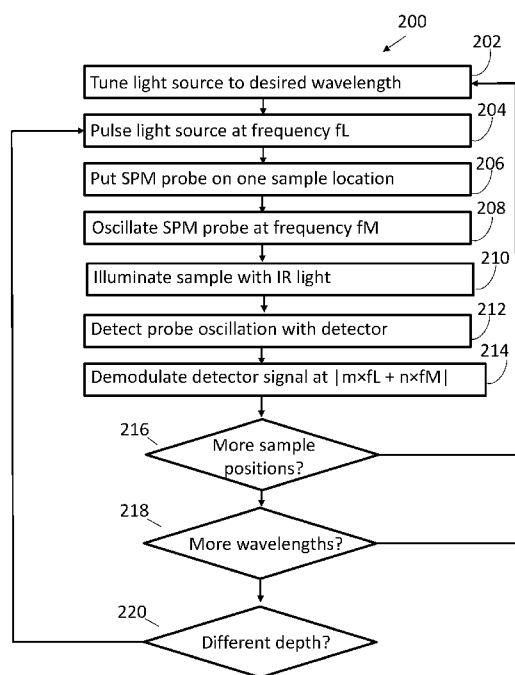 200
202
Tune light source to desired wavelength
204
Pulse light source at frequency fL
206
Put SPM probe on one sample location
208
Oscillate SPM probe at frequency fM
210
Illuminate sample with IR light
212
Detect probe oscillation with detector
214
Demodulate detector signal at |m×fL + n×fM|
216
More sample
positions?
218
More wavelengths?
220
Different depth?